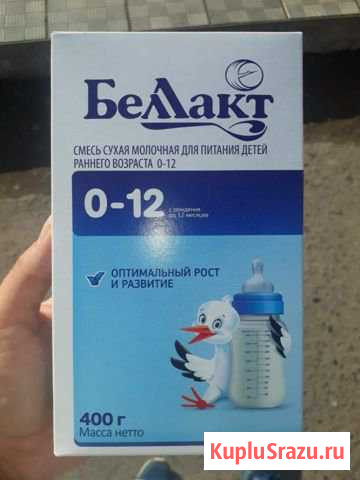 Беллакт
СМЕСЬ СУХАЯ МОЛОЧНАЯ ДЛЯ ПИТАНИЯ ДЕТЕЙ
РАННЕГО ВОЗРАСТА 0-12
0-12
с рождения
до 12 месяцев
ОПТИМАЛЬНЫЙ РОСТ
И РАЗВИТИЕ
400 г
Масса нетто
KupluSrazu.ru